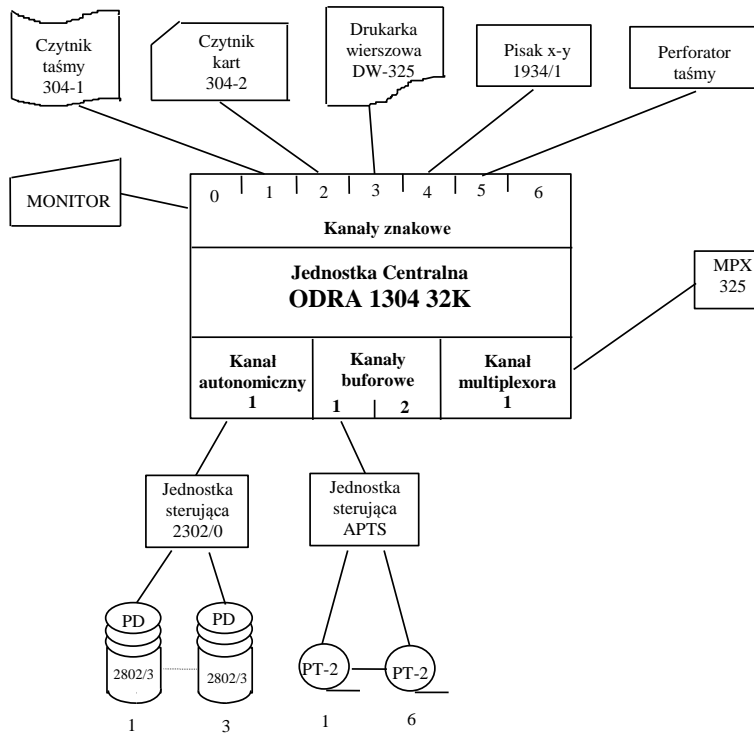 Czytnik
taśmy
304-1
Czytnik
kart
304-2
Drukarka
wierszowa
DW-325
Pisak x-y
1934/1
Perforator
taśmy
MONITOR
0 1 2 3 4 5 6
Kanały znakowe
Jednostka Centralna
ODRA 1304 32K
MPX
325
Kanał
autonomiczny
1
Kanały
buforowe
1 2
Kanał
multiplexora
1
Jednostka
sterująca
2302/0
Jednostka
sterująca
APTS
PD PD
2802/3 2802/3
PT-2 PT-2
1 3 1 6